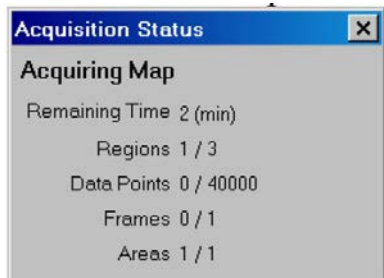 Acquisition Status
Acquiring Map
Remaining Time 2 (min)
Regions 1 / 3
Data Points 0 / 40000
Frames 0 / 1
Areas 1 / 1